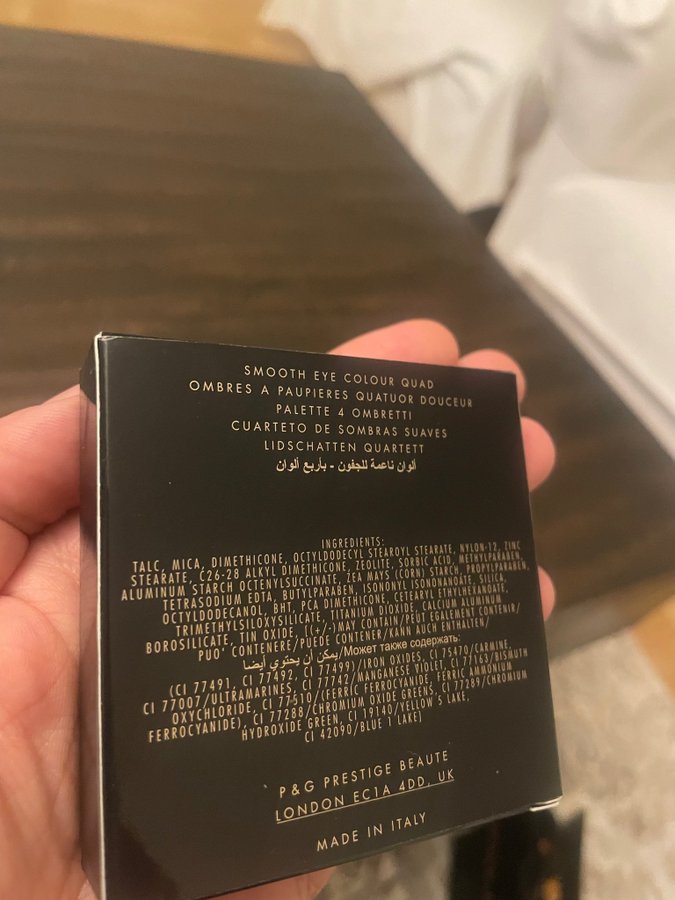 SMOOTH EYE COLOUR QUAD
OMBRES A PAUPIERES QUATUOR DOUCEUR
PALETTE 4 OMBRETTI
CUARTETO DE SOMBRAS SUAVES
LIDSCHATTEN QUARTETT
ألوان ناعمة للجفون - بأربع ألوان
INGREDIENTS:
TALC, MICA, DIMETHICONE, OCTYLDODECYL STEAROYL STEARATE, NYLON-12, ZINC
STEARATE, C26-28 ALKYL DIMETHICONE, ZEOLITE, SORBIC ACID, METHYLPARABEN,
ALUMINUM STARCH OCTENYLSUCCINATE, ZEA MAYS (CORN) STARCH, PROPYLPARABEN,
TETRASODIUM EDTA, BUTYLPARABEN, ISONONYL ISONONANOATE, SILICA,
OCTYLDODECANOL, BHT, PCA DIMETHICONE, CETEARYL ETHYLHEXANOATE,
TRIMETHYLSILOXYSILICATE, TITANIUM DIOXIDE, CALCIUM ALUMINUM
BOROSILICATE, TIN OXIDE, [(+/-)MAY CONTAIN/PEUT EGALEMENT CONTENIR/
PUO' CONTENERE/PUEDE CONTENER/KANN AUCH ENTHALTEN/
يمكن أن يحتوي أيضا/Может также содержать:
(CI 77491, CI 77492, CI 77499)/IRON OXIDES, CI 75470/CARMINE,
CI 77007/ULTRAMARINES, CI 77742/MANGANESE VIOLET, CI 77163/BISMUTH
OXYCHLORIDE, CI 77510/(FERRIC FERROCYANIDE, FERRIC AMMONIUM
FERROCYANIDE), CI 77288/CHROMIUM OXIDE GREENS, CI 77289/CHROMIUM
HYDROXIDE GREEN, CI 19140/YELLOW 5 LAKE,
CI 42090/BLUE 1 LAKE]
P&G PRESTIGE BEAUTE
LONDON EC1A 4DD, UK
MADE IN ITALY